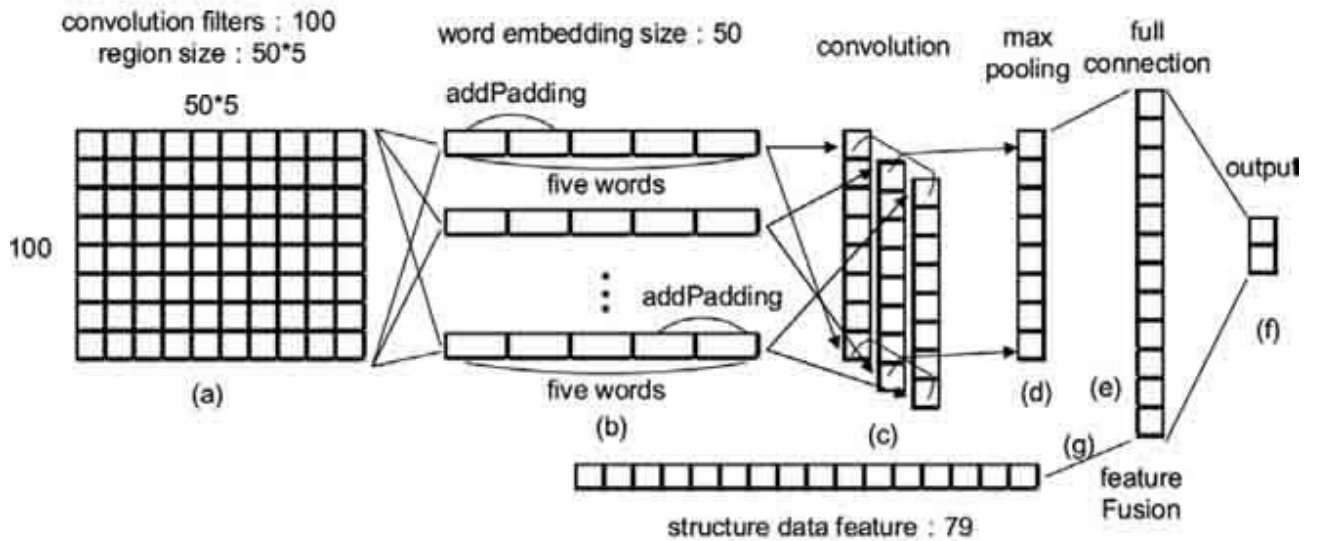 convolution filters : 100
region size : 50*5
word embedding size : 50
convolution
max
pooling
full
connection
50*5
addPadding
five words
output
100
addPadding
five words
(a)
(b)
(c)
(d)
(e)
(f)
(g)
feature
Fusion
structure data feature : 79